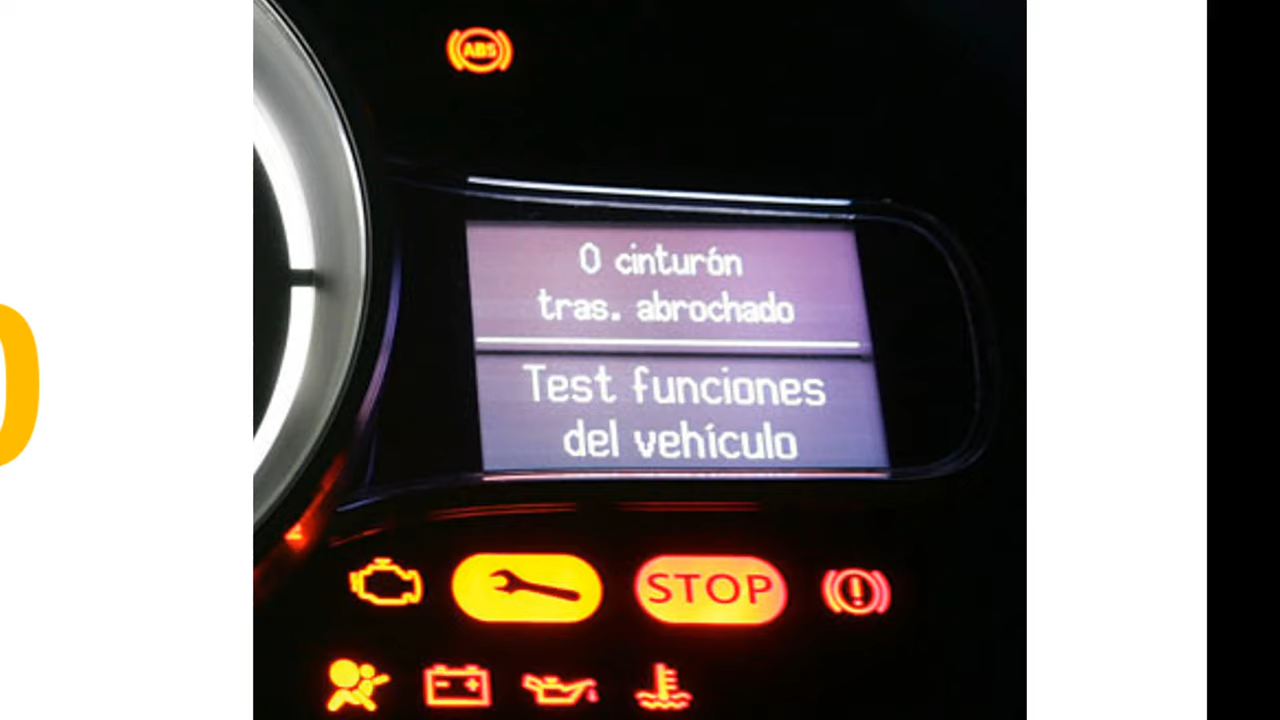 ABS
0 cinturón
tras. abrochado
Test funciones
del vehículo
STOP